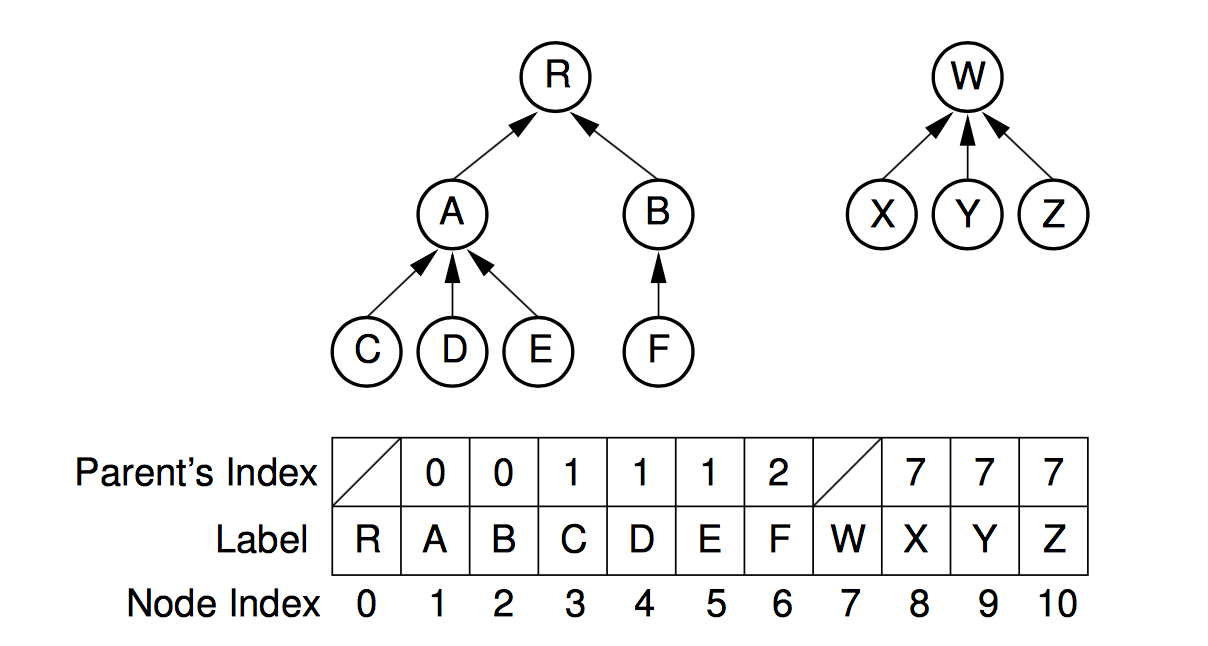 R W
A B X Y Z
C D E F
Parent's Index 0 0 1 1 1 2 7 7 7
Label R A B C D E F W X Y Z
Node Index 0 1 2 3 4 5 6 7 8 9 10